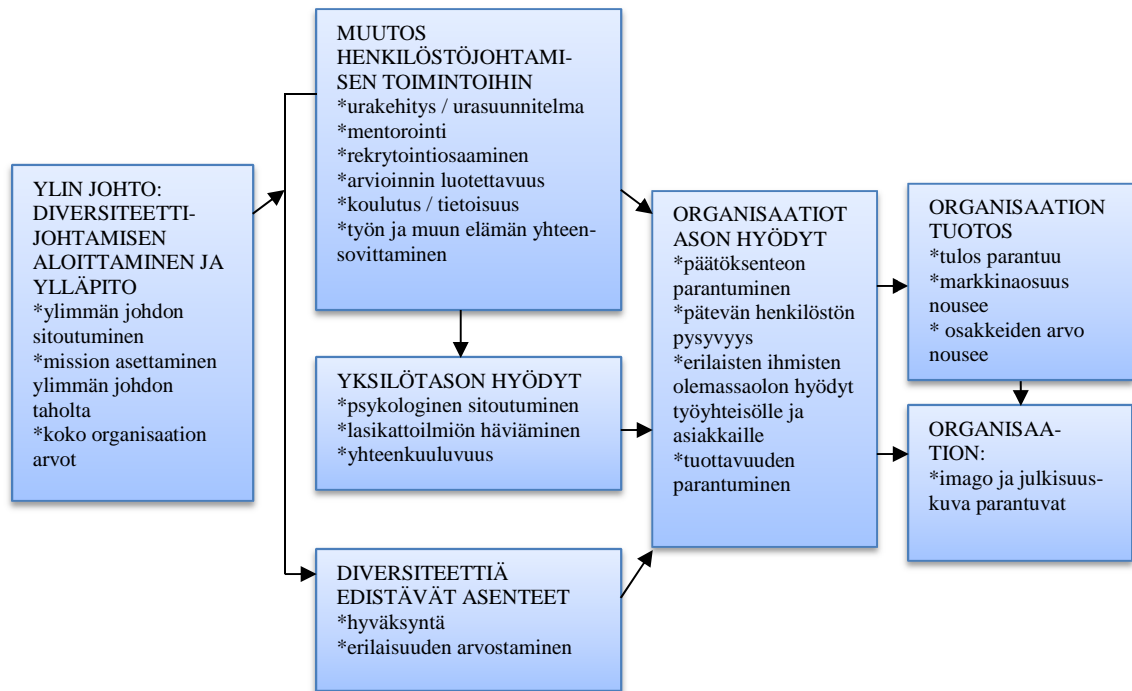 YLIN JOHTO:
DIVERSITEETTI-
JOHTAMISEN
ALOITTAMINEN JA
YLLÄPITO
*ylimmän johdon
sitoutuminen
*mission asettaminen
ylimmän johdon
taholta
*koko organisaation
arvot
MUUTOS
HENKILÖSTÖJOHTAMI-
SEN TOIMINTOIHIN
*urakehitys / urasuunnitelma
*mentorointi
*rekrytointiosaaminen
*arvioinnin luotettavuus
*koulutus / tietoisuus
*työn ja muun elämän yhteen-
sovittaminen
YKSILÖTASON HYÖDYT
*psykologinen sitoutuminen
*lasikattoilmiön häviäminen
*yhteenkuuluvuus
DIVERSITEETTIÄ
EDISTÄVÄT ASENTEET
*hyväksyntä
*erilaisuuden arvostaminen
ORGANISAATIOT
ASON HYÖDYT
*päätöksenteon
parantuminen
*pätevän henkilöstön
pysyvyys
*erilaisten ihmisten
olemassaolon hyödyt
työyhteisölle ja
asiakkaille
*tuottavuuden
parantuminen
ORGANISAATION
TUOTOS
*tulos parantuu
*markkinaosuus
nousee
* osakkeiden arvo
nousee
ORGANISAA-
TION:
*imago ja julkisuus-
kuva parantuvat